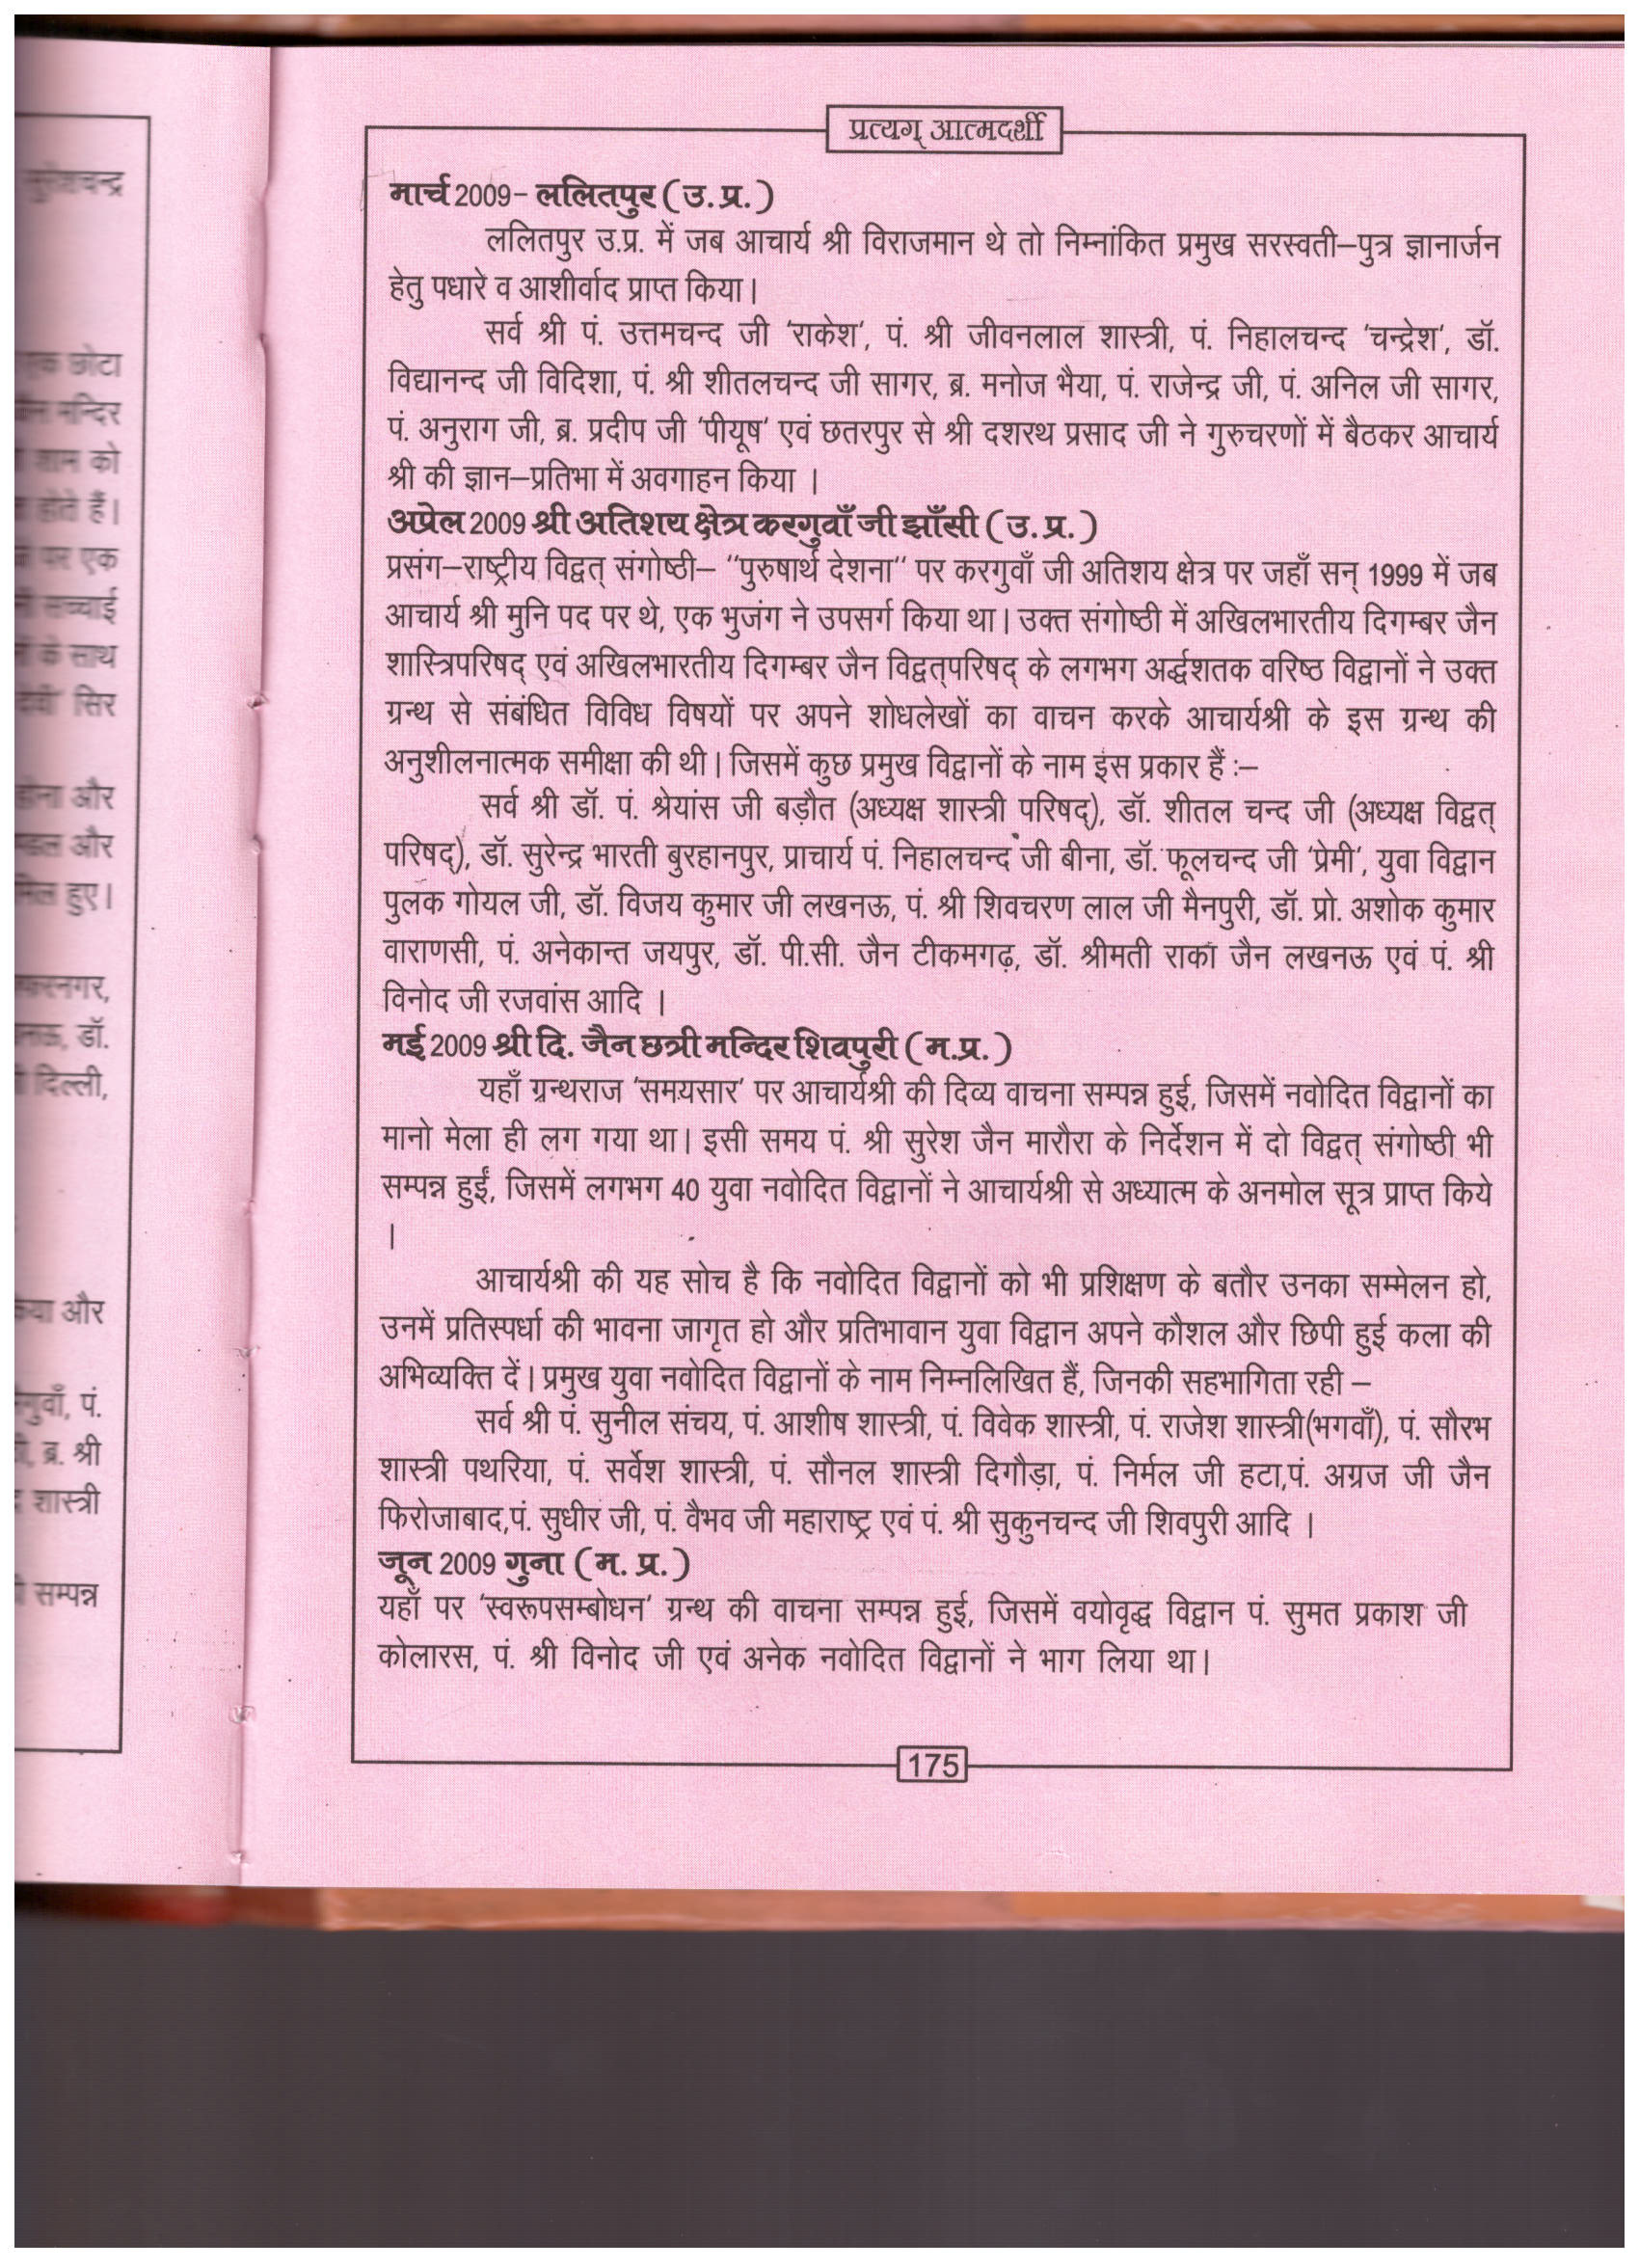 सुरेशचन्द्र
छोटा
मन्दिर
शाम को
होते हैं।
पर एक
सच्चाई
के साथ
सिर
और
और
हुए।
दिल्ली,
और
पं.
ब्र. श्री
शास्त्री
सम्पन्न
प्रत्यग् आत्मदर्शी
मार्च 2009- ललितपुर (उ.प्र.)
ललितपुर उ.प्र. में जब आचार्य श्री विराजमान थे तो निम्नांकित प्रमुख सरस्वती–पुत्र ज्ञानार्जन
हेतु पधारे व आशीर्वाद प्राप्त किया।
सर्व श्री पं. उत्तमचन्द जी 'राकेश', पं. श्री जीवनलाल शास्त्री, पं. निहालचन्द 'चन्द्रेश', डॉ.
विद्यानन्द जी विदिशा, पं. श्री शीतलचन्द जी सागर, ब्र. मनोज भैया, पं. राजेन्द्र जी, पं. अनिल जी सागर,
पं. अनुराग जी, ब्र. प्रदीप जी 'पीयूष' एवं छतरपुर से श्री दशरथ प्रसाद जी ने गुरुचरणों में बैठकर आचार्य
श्री की ज्ञान–प्रतिभा में अवगाहन किया ।
अप्रेल 2009 श्री अतिशय क्षेत्र करगुवाँ जी झाँसी (उ.प्र.)
प्रसंग–राष्ट्रीय विद्वत् संगोष्ठी– "पुरुषार्थ देशना" पर करगुवाँ जी अतिशय क्षेत्र पर जहाँ सन् 1999 में जब
आचार्य श्री मुनि पद पर थे, एक भुजंग ने उपसर्ग किया था। उक्त संगोष्ठी में अखिलभारतीय दिगम्बर जैन
शास्त्रिपरिषद् एवं अखिलभारतीय दिगम्बर जैन विद्वत्परिषद् के लगभग अर्द्धशतक वरिष्ठ विद्वानों ने उक्त
ग्रन्थ से संबंधित विविध विषयों पर अपने शोधलेखों का वाचन करके आचार्यश्री के इस ग्रन्थ की
अनुशीलनात्मक समीक्षा की थी। जिसमें कुछ प्रमुख विद्वानों के नाम इंस प्रकार हैं :–
सर्व श्री डॉ. पं. श्रेयांस जी बड़ौत (अध्यक्ष शास्त्री परिषद्), डॉ. शीतल चन्द जी (अध्यक्ष विद्वत्
परिषद्), डॉ. सुरेन्द्र भारती बुरहानपुर, प्राचार्य पं. निहालचन्द जी बीना, डॉ. फूलचन्द जी 'प्रेमी', युवा विद्वान
पुलक गोयल जी, डॉ. विजय कुमार जी लखनऊ, पं. श्री शिवचरण लाल जी मैनपुरी, डॉ. प्रो. अशोक कुमार
वाराणसी, पं. अनेकान्त जयपुर, डॉ. पी.सी. जैन टीकमगढ़, डॉ. श्रीमती राका जैन लखनऊ एवं पं. श्री
विनोद जी रजवांस आदि ।
मई 2009 श्री दि. जैन छत्री मन्दिर शिवपुरी (म.प्र.)
यहाँ ग्रन्थराज 'समयसार' पर आचार्यश्री की दिव्य वाचना सम्पन्न हुई, जिसमें नवोदित विद्वानों का
मानो मेला ही लग गया था। इसी समय पं. श्री सुरेश जैन मारौरा के निर्देशन में दो विद्वत् संगोष्ठी भी
सम्पन्न हुईं, जिसमें लगभग 40 युवा नवोदित विद्वानों ने आचार्यश्री से अध्यात्म के अनमोल सूत्र प्राप्त किये
।
आचार्यश्री की यह सोच है कि नवोदित विद्वानों को भी प्रशिक्षण के बतौर उनका सम्मेलन हो,
उनमें प्रतिस्पर्धा की भावना जागृत हो और प्रतिभावान युवा विद्वान अपने कौशल और छिपी हुई कला की
अभिव्यक्ति दें। प्रमुख युवा नवोदित विद्वानों के नाम निम्नलिखित हैं, जिनकी सहभागिता रही –
सर्व श्री पं. सुनील संचय, पं. आशीष शास्त्री, पं. विवेक शास्त्री, पं. राजेश शास्त्री(भगवाँ), पं. सौरभ
शास्त्री पथरिया, पं. सर्वेश शास्त्री, पं. सौनल शास्त्री दिगौड़ा, पं. निर्मल जी हटा,पं. अग्रज जी जैन
फिरोजाबाद,पं. सुधीर जी, पं. वैभव जी महाराष्ट्र एवं पं. श्री सुकुनचन्द जी शिवपुरी आदि ।
जून 2009 गुना (म. प्र.)
यहाँ पर 'स्वरूपसम्बोधन' ग्रन्थ की वाचना सम्पन्न हुई, जिसमें वयोवृद्ध विद्वान पं. सुमत प्रकाश जी
कोलारस, पं. श्री विनोद जी एवं अनेक नवोदित विद्वानों ने भाग लिया था।
175